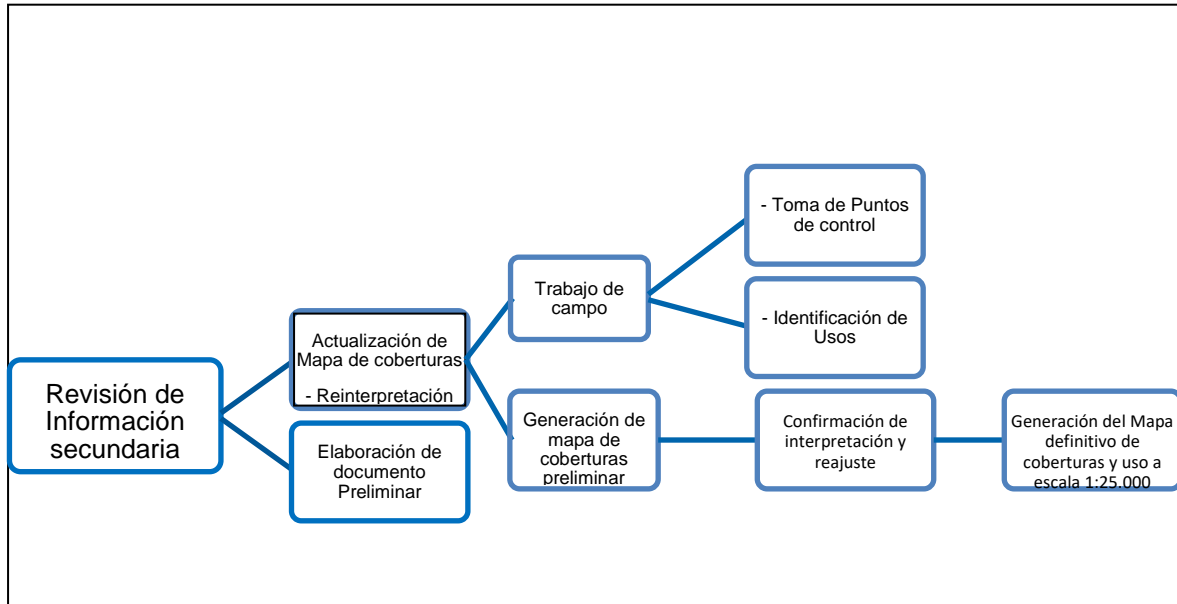 Revisión de
Información
secundaria
Actualización de
Mapa de coberturas
- Reinterpretación
Elaboración de
documento
Preliminar
Trabajo de
campo
- Toma de Puntos
de control
- Identificación de
Usos
Generación de
mapa de
coberturas
preliminar
Confirmación de
interpretación y
reajuste
Generación del Mapa
definitivo de
coberturas y uso a
escala 1:25.000